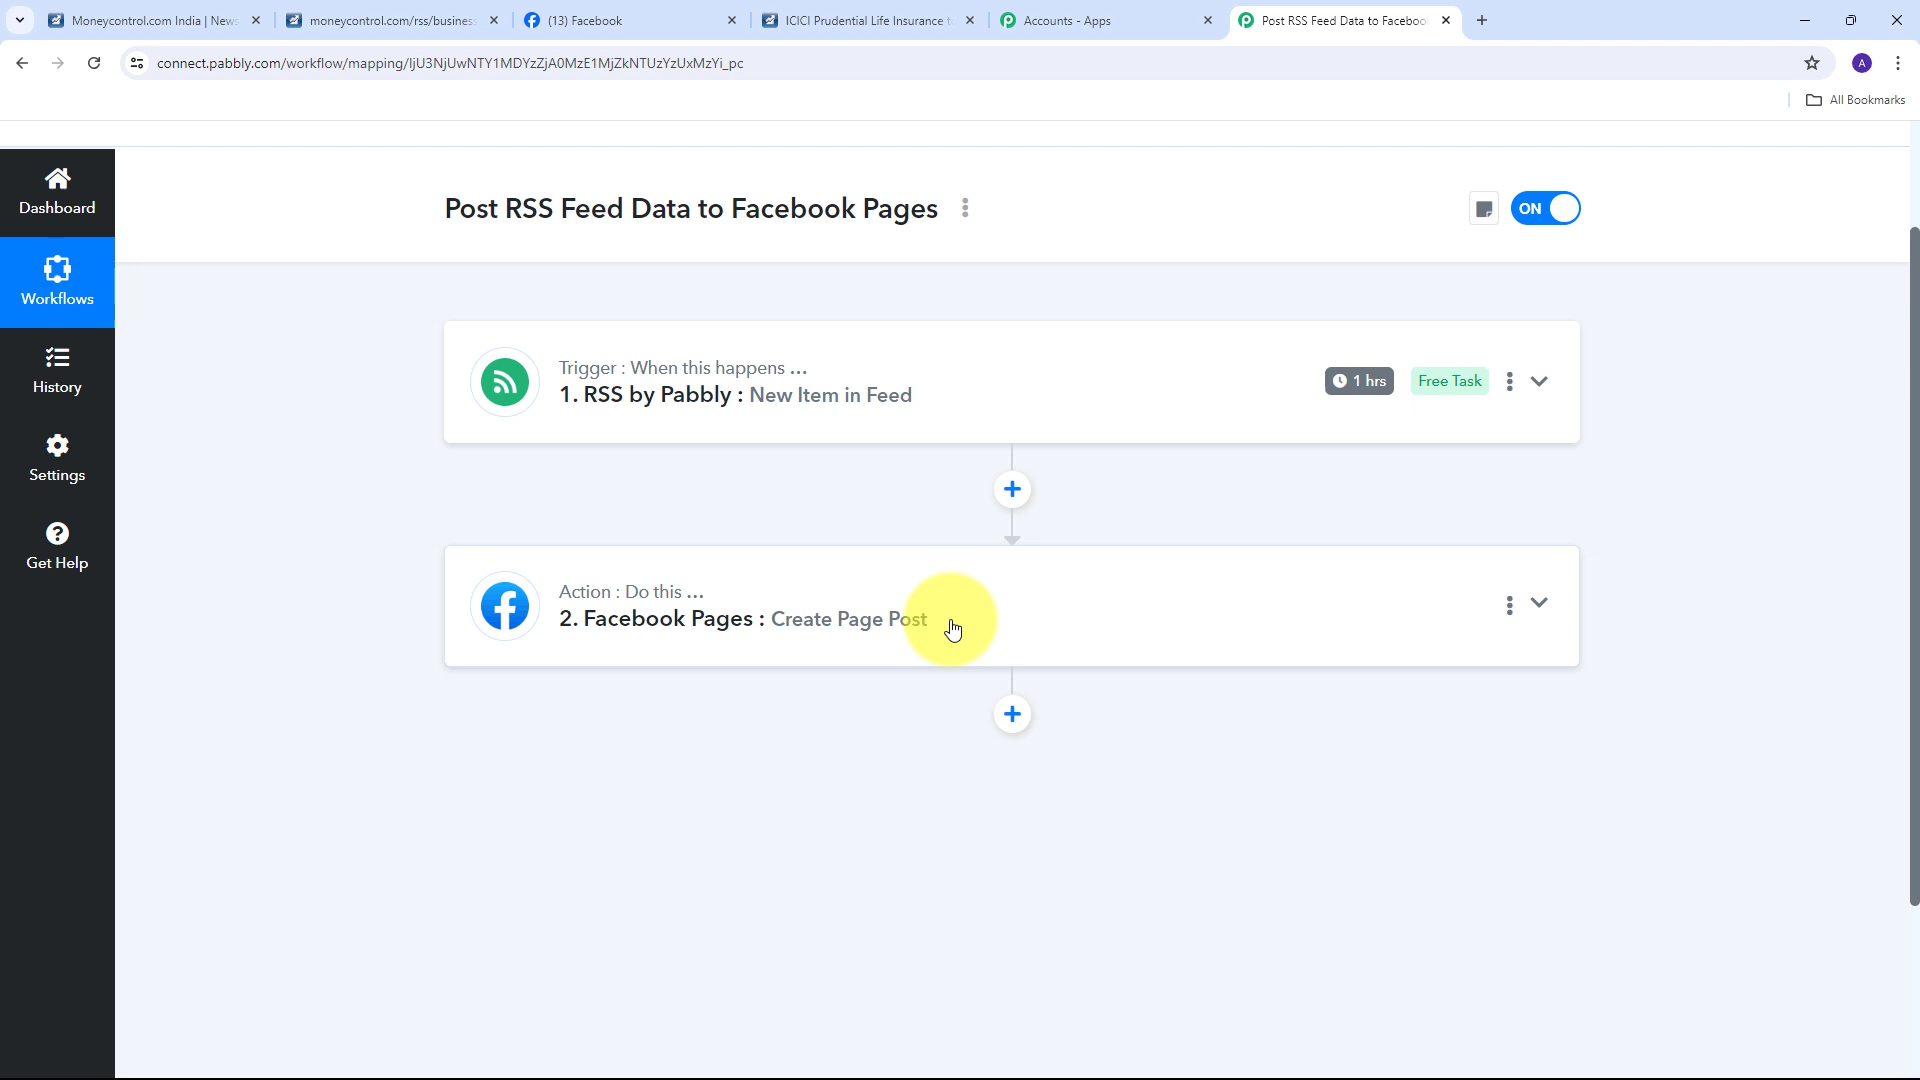 Moneycontrol.com India | News
moneycontrol.com/rss/business
(13) Facebook
ICICI Prudential Life Insurance t
Accounts - Apps
Post RSS Feed Data to Faceboo
connect.pabbly.com/workflow/mapping/IjU3NjUwNTY1MDYzZjA0MzE1MjZkNTUzYzUxMzYi_pc
A
All Bookmarks
Dashboard
Workflows
History
Settings
Get Help
Post RSS Feed Data to Facebook Pages
ON
Trigger : When this happens ...
1. RSS by Pabbly : New Item in Feed
1 hrs
Free Task
Action : Do this ...
2. Facebook Pages : Create Page Post